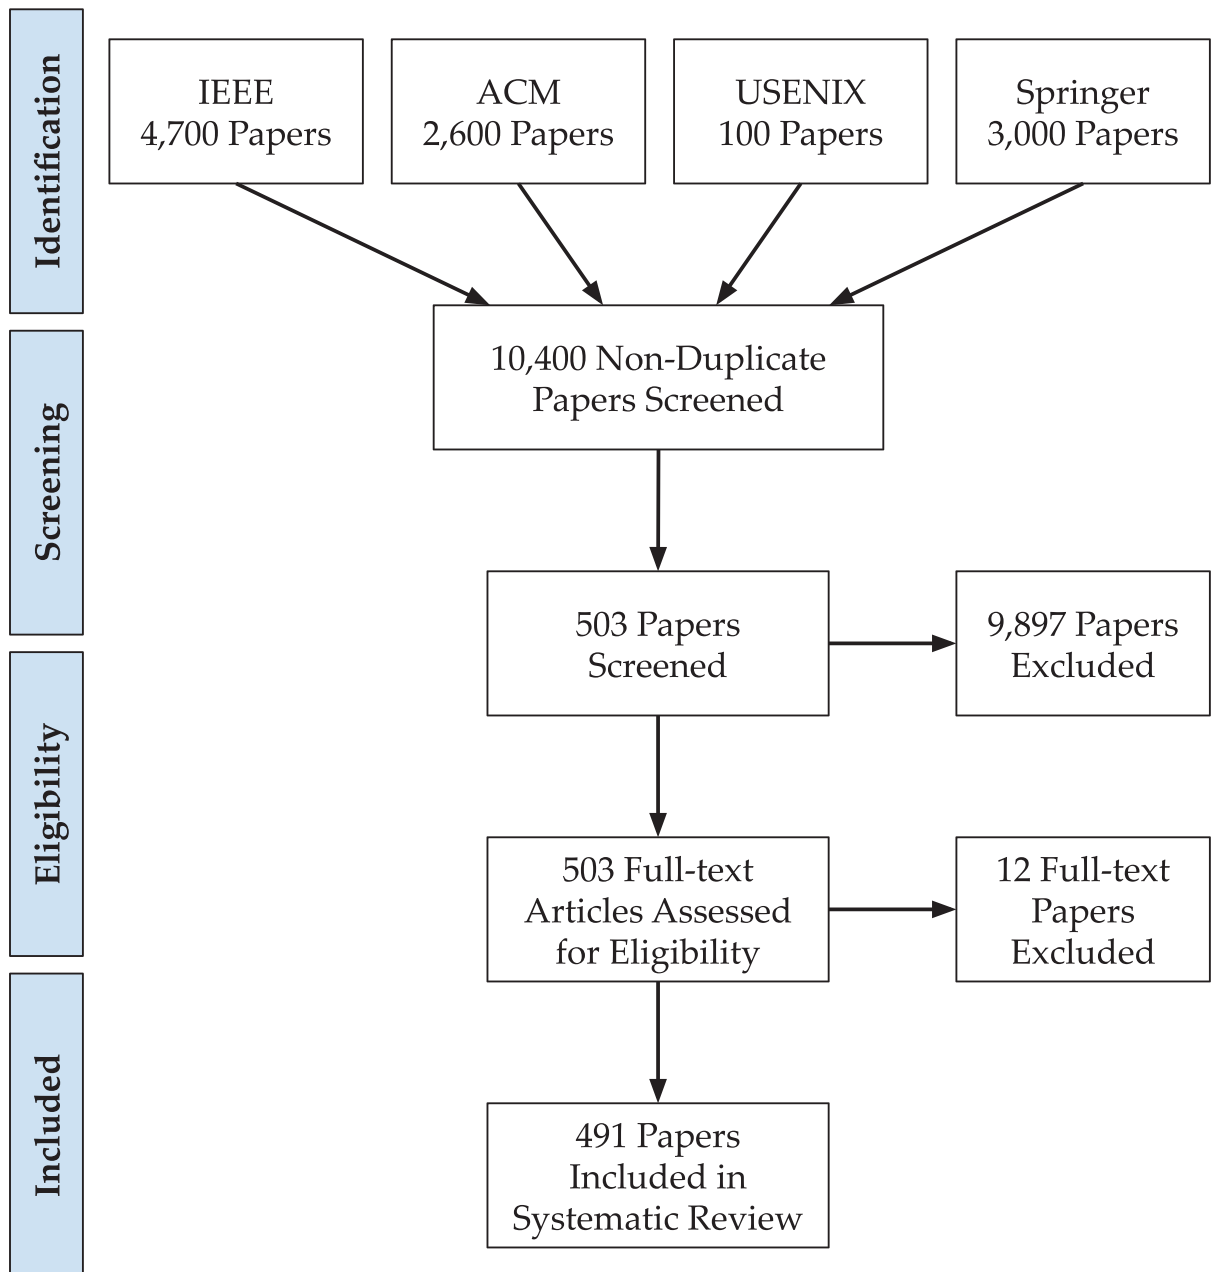 Identification
IEEE
4,700 Papers
ACM
2,600 Papers
USENIX
100 Papers
Springer
3,000 Papers
Screening
10,400 Non-Duplicate
Papers Screened
503 Papers
Screened
9,897 Papers
Excluded
Eligibility
503 Full-text
Articles Assessed
for Eligibility
12 Full-text
Papers
Excluded
Included
491 Papers
Included in
Systematic Review